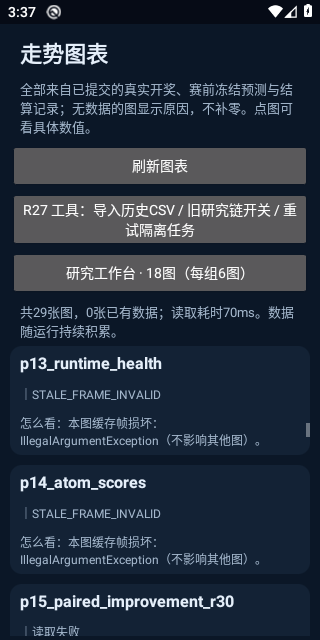 3:37
走势图表
全部来自已提交的真实开奖、赛前冻结预测与结
算记录；无数据的图显示原因，不补零。点图可
看具体数值。
刷新图表
R27 工具：导入历史CSV / 旧研究链开关 / 重
试隔离任务
研究工作台 · 18图（每组6图）
共29张图，0张已有数据；读取耗时70ms。数据
随运行持续积累。
p13_runtime_health
｜STALE_FRAME_INVALID
怎么看：本图缓存帧损坏：
IllegalArgumentException（不影响其他图）。
p14_atom_scores
｜STALE_FRAME_INVALID
怎么看：本图缓存帧损坏：
IllegalArgumentException（不影响其他图）。
p15_paired_improvement_r30
｜读取失败